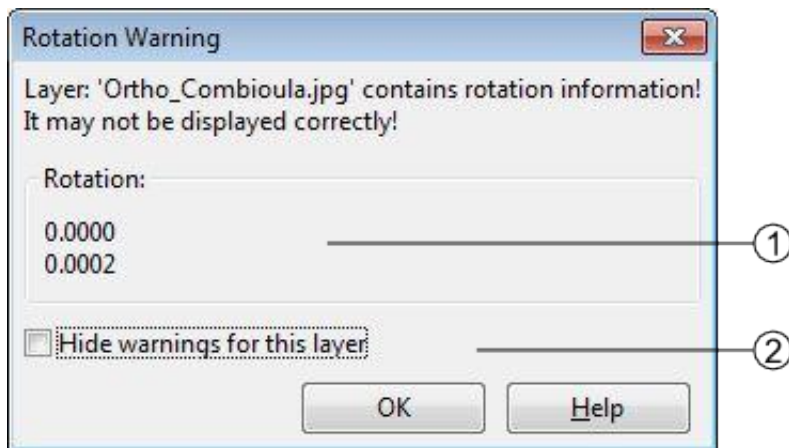 Rotation Warning
Layer: 'Ortho_Combioula.jpg' contains rotation information!
It may not be displayed correctly!
Rotation:
0.0000
0.0002
1
Hide warnings for this layer
2
OK
Help